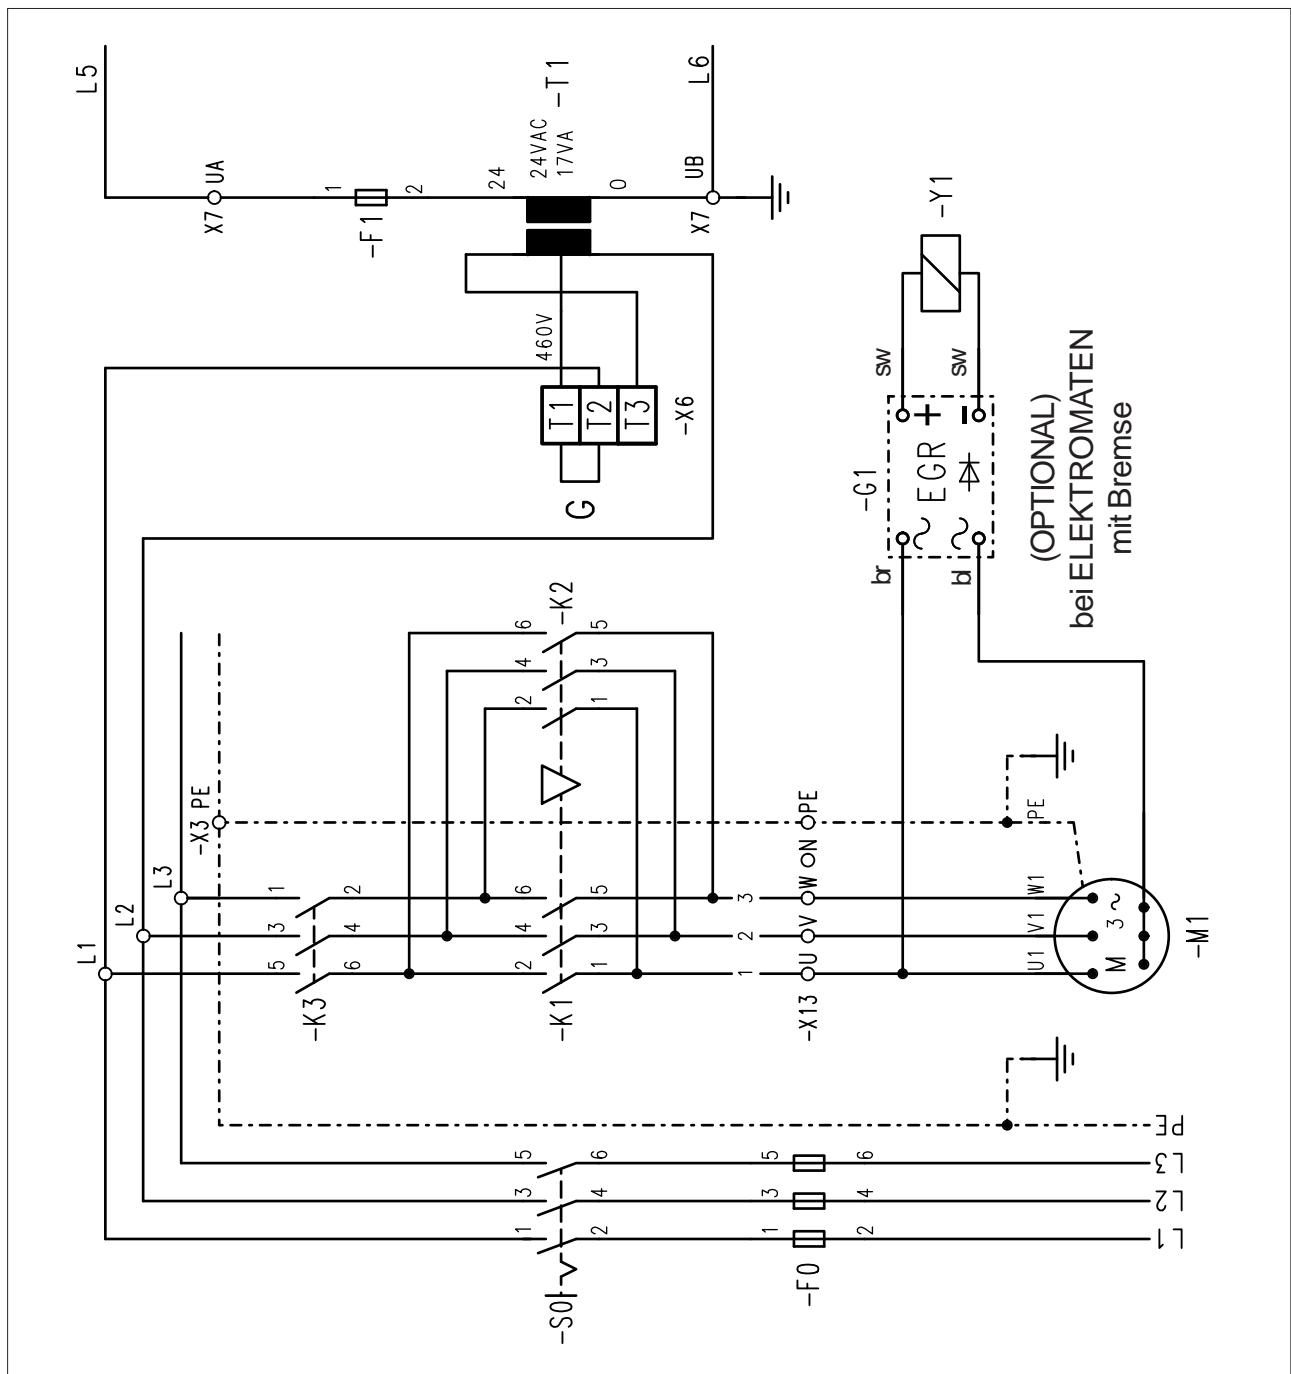 L1
L2
L3
PE
-F0
1
2
3
4
5
6
-S0
1
2
3
4
5
6
L1
L2
L3
-X3 PE
-K3
5
6
3
4
1
2
-K1
2
1
4
3
6
5
-K2
2
1
4
3
6
5
1
2
3
-X13
U
V
W
N
PE
U1
V1
W1
PE
M
3
~
-M1
G
T1
T2
T3
-X6
460V
L5
X7
UA
-F1
1
2
24
0
24VAC
17VA
-T1
X7
UB
L6
-G1
br
bl
~
~
EGR
+
-
sw
sw
-Y1
(OPTIONAL)
bei ELEKTROMATEN
mit Bremse